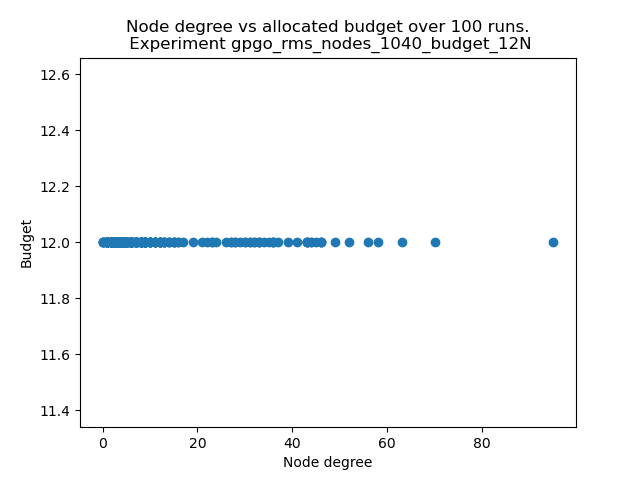 Node degree vs allocated budget over 100 runs.
Experiment gpgo_rms_nodes_1040_budget_12N
12.6
12.4
12.2
12.0
11.8
11.6
11.4
Budget
0 20 40 60 80
Node degree